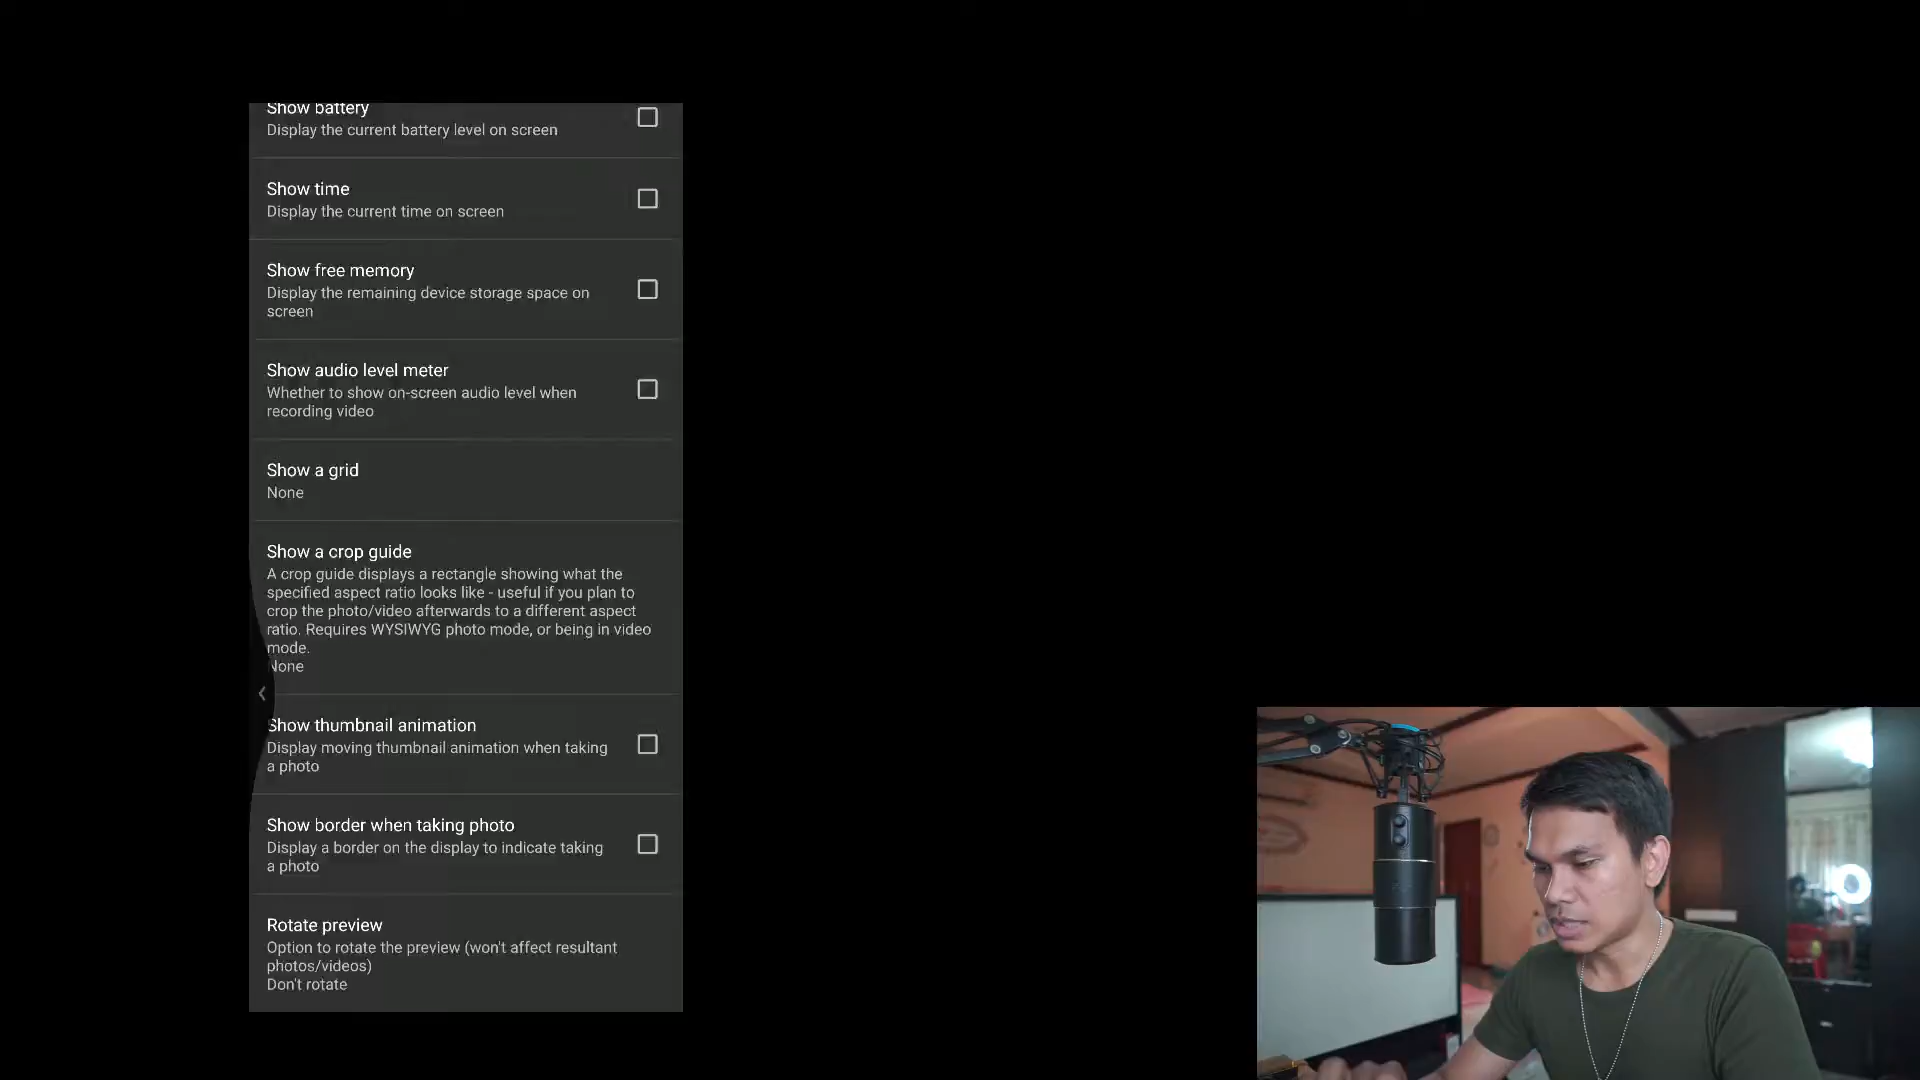 Show battery
Display the current battery level on screen
Show time
Display the current time on screen
Show free memory
Display the remaining device storage space on
screen
Show audio level meter
Whether to show on-screen audio level when
recording video
Show a grid
None
Show a crop guide
A crop guide displays a rectangle showing what the
specified aspect ratio looks like - useful if you plan to
crop the photo/video afterwards to a different aspect
ratio. Requires WYSIWYG photo mode, or being in video
mode.
None
Show thumbnail animation
Display moving thumbnail animation when taking
a photo
Show border when taking photo
Display a border on the display to indicate taking
a photo
Rotate preview
Option to rotate the preview (won't affect resultant
photos/videos)
Don't rotate